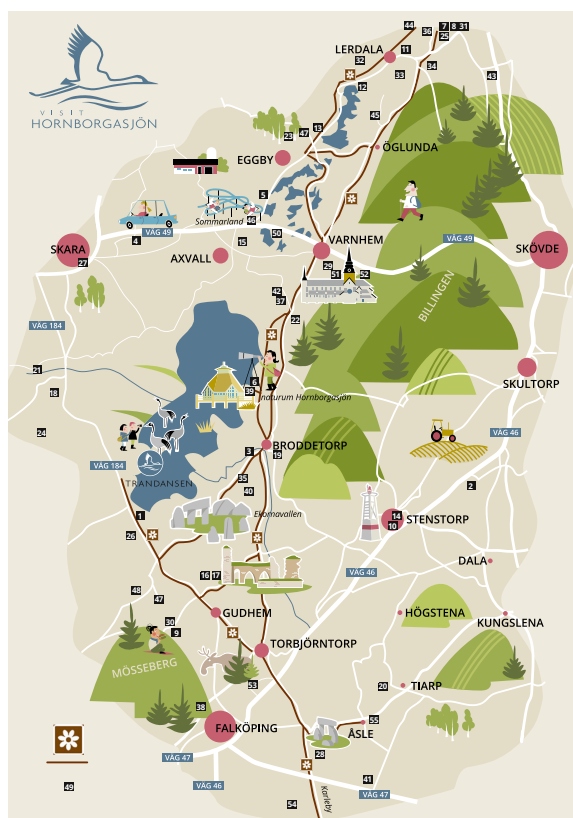 VISIT
HORNBORGASJÖN
44
7 8 31
36
25
LERDALA
11
32
34
33
43
12
45
13
47
23
ÖGLUNDA
EGGBY
5
Sommarland
46
VÄG 49
4
15
50
VARNHEM
VÄG 49
SKARA
27
AXVALL
SKÖVDE
29
51
52
42
37
BILLINGEN
22
VÄG 184
21
6
39
naturum Hornborgasjön
SKULTORP
18
24
VÄG 46
BRODDETORP
3
19
VÄG 184
TRANDANSEN
35
40
2
1
Ekornavallen
14
10
STENSTORP
26
DALA
VÄG 46
16 17
48
47
GUDHEM
HÖGSTENA
KUNGSLENA
30
9
TORBJÖRNTORP
MÖSSEBERG
53
20
TIARP
38
FALKÖPING
55
ÅSLE
28
VÄG 47
41
VÄG 46
VÄG 47
49
54
Karleby